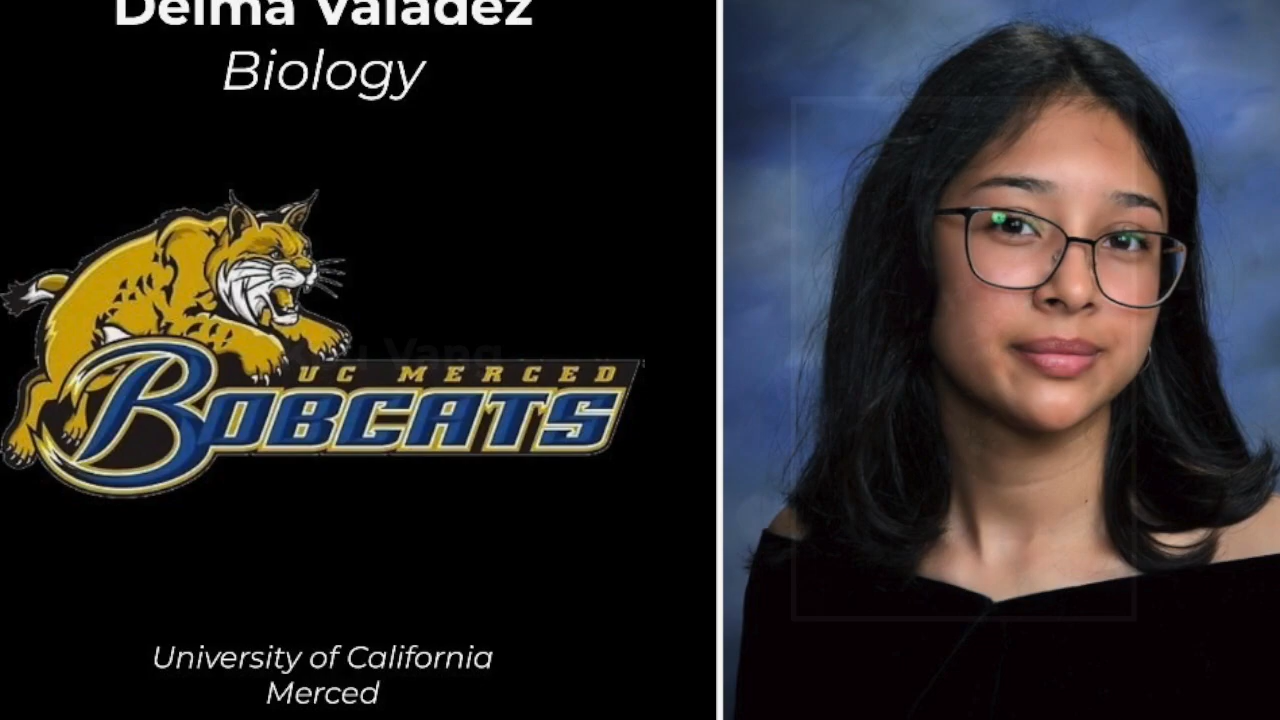 Delma Valadez
Biology
UC MERCED
BOBCATS
University of California
Merced